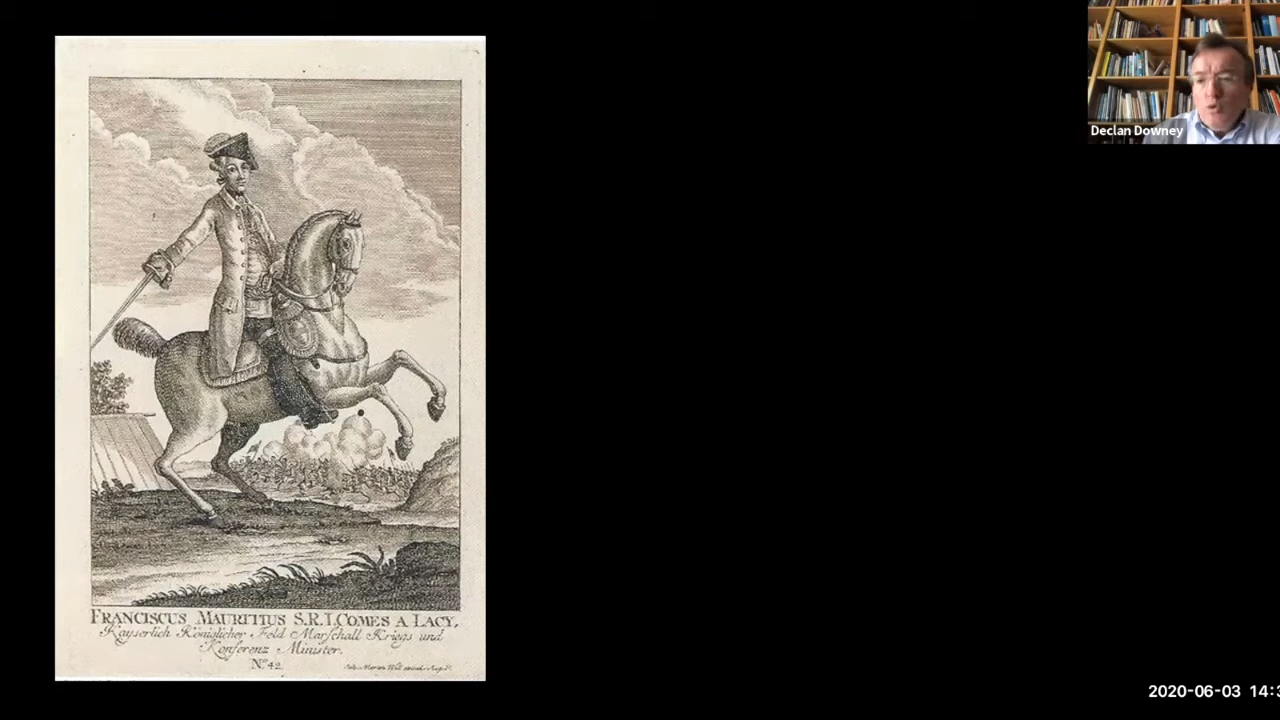 FRANCISCUS MAURITIUS S.R.I. COMES A LACY,
Kayserlich Königlicher Feld Marschall Kriegs und
Konferenz Minister.
No. 42.
Declan Downey
2020-06-03 14:3